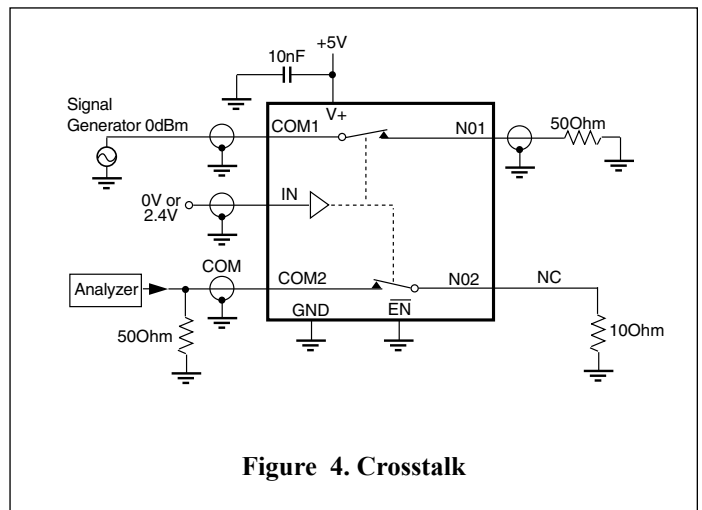 +5V
10nF
V+
Signal
Generator 0dBm
COM1
N01
50Ohm
IN
0V or
2.4V
COM
COM2
N02
NC
Analyzer
GND
EN
50Ohm
10Ohm
Figure 4. Crosstalk